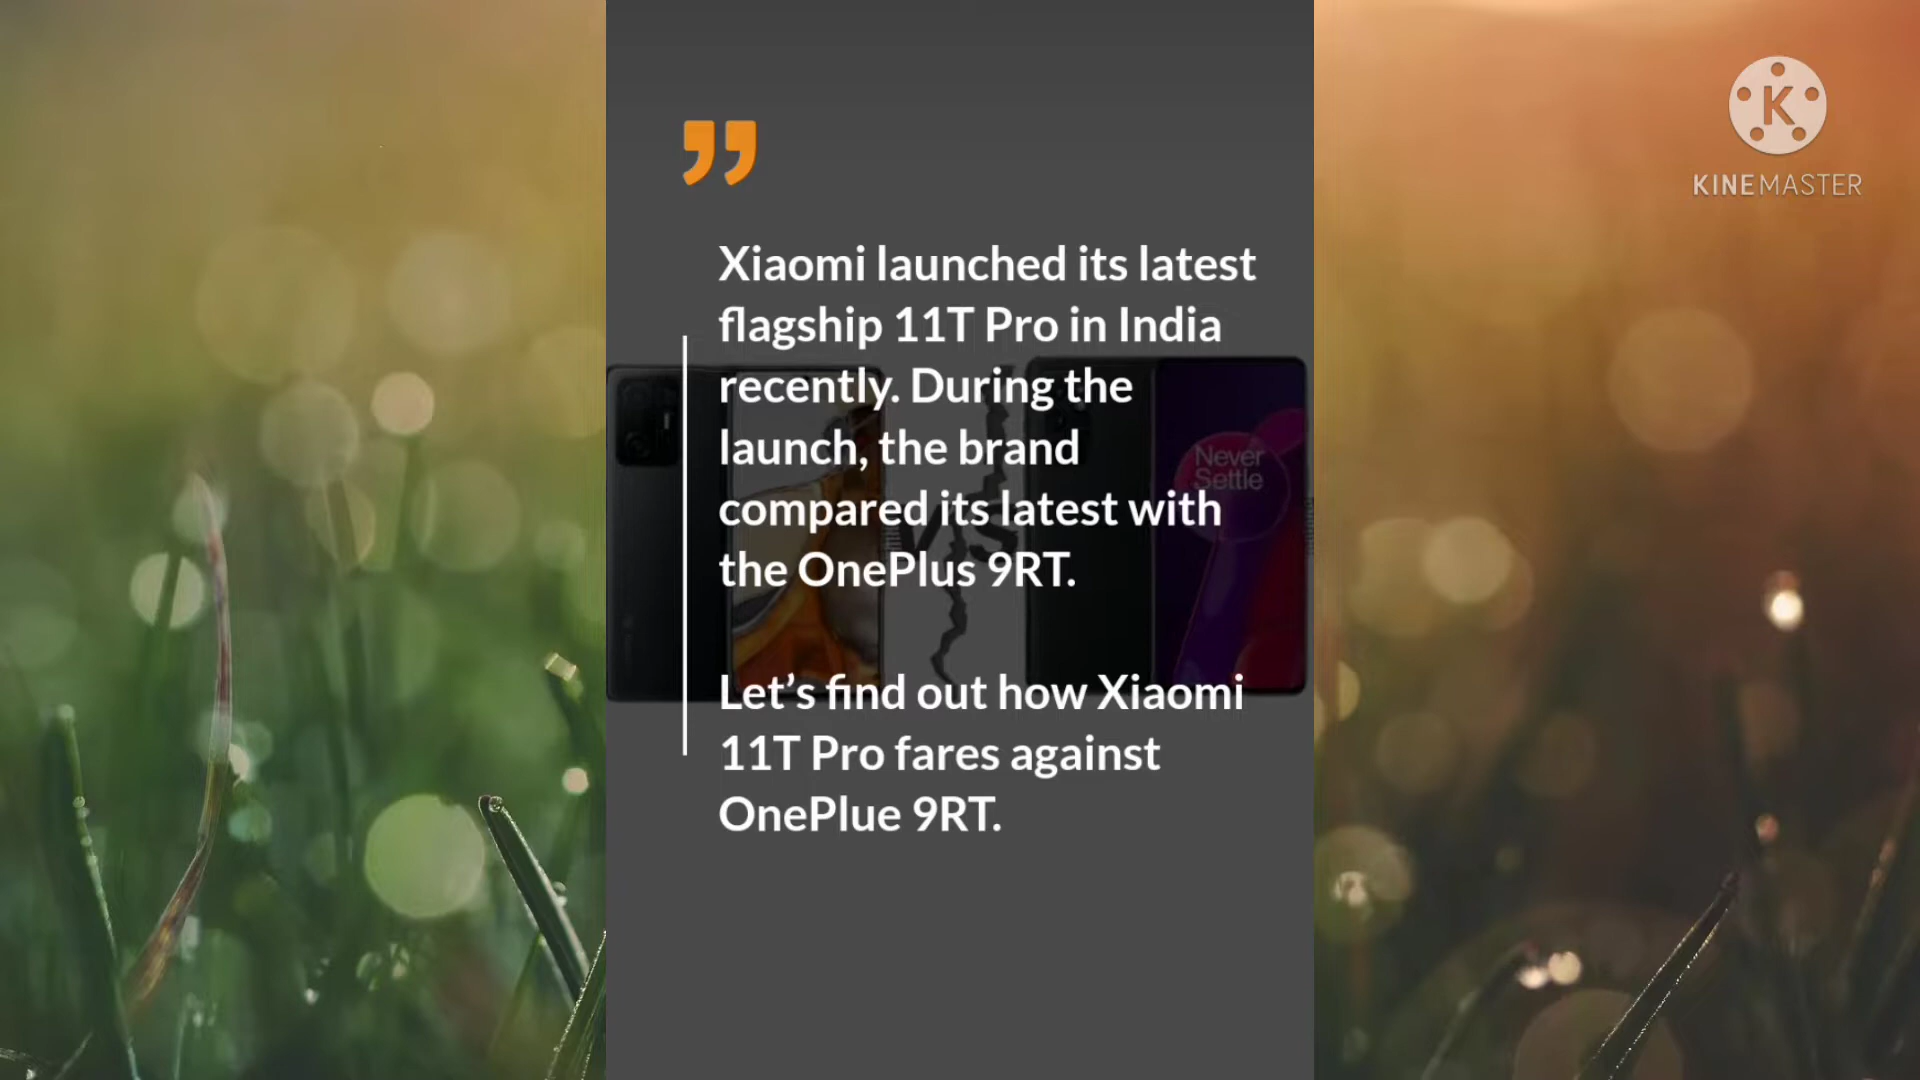 KINEMASTER
Xiaomi launched its latest
flagship 11T Pro in India
recently. During the
launch, the brand
compared its latest with
the OnePlus 9RT.
Let’s find out how Xiaomi
11T Pro fares against
OnePlue 9RT.
Never
Settle